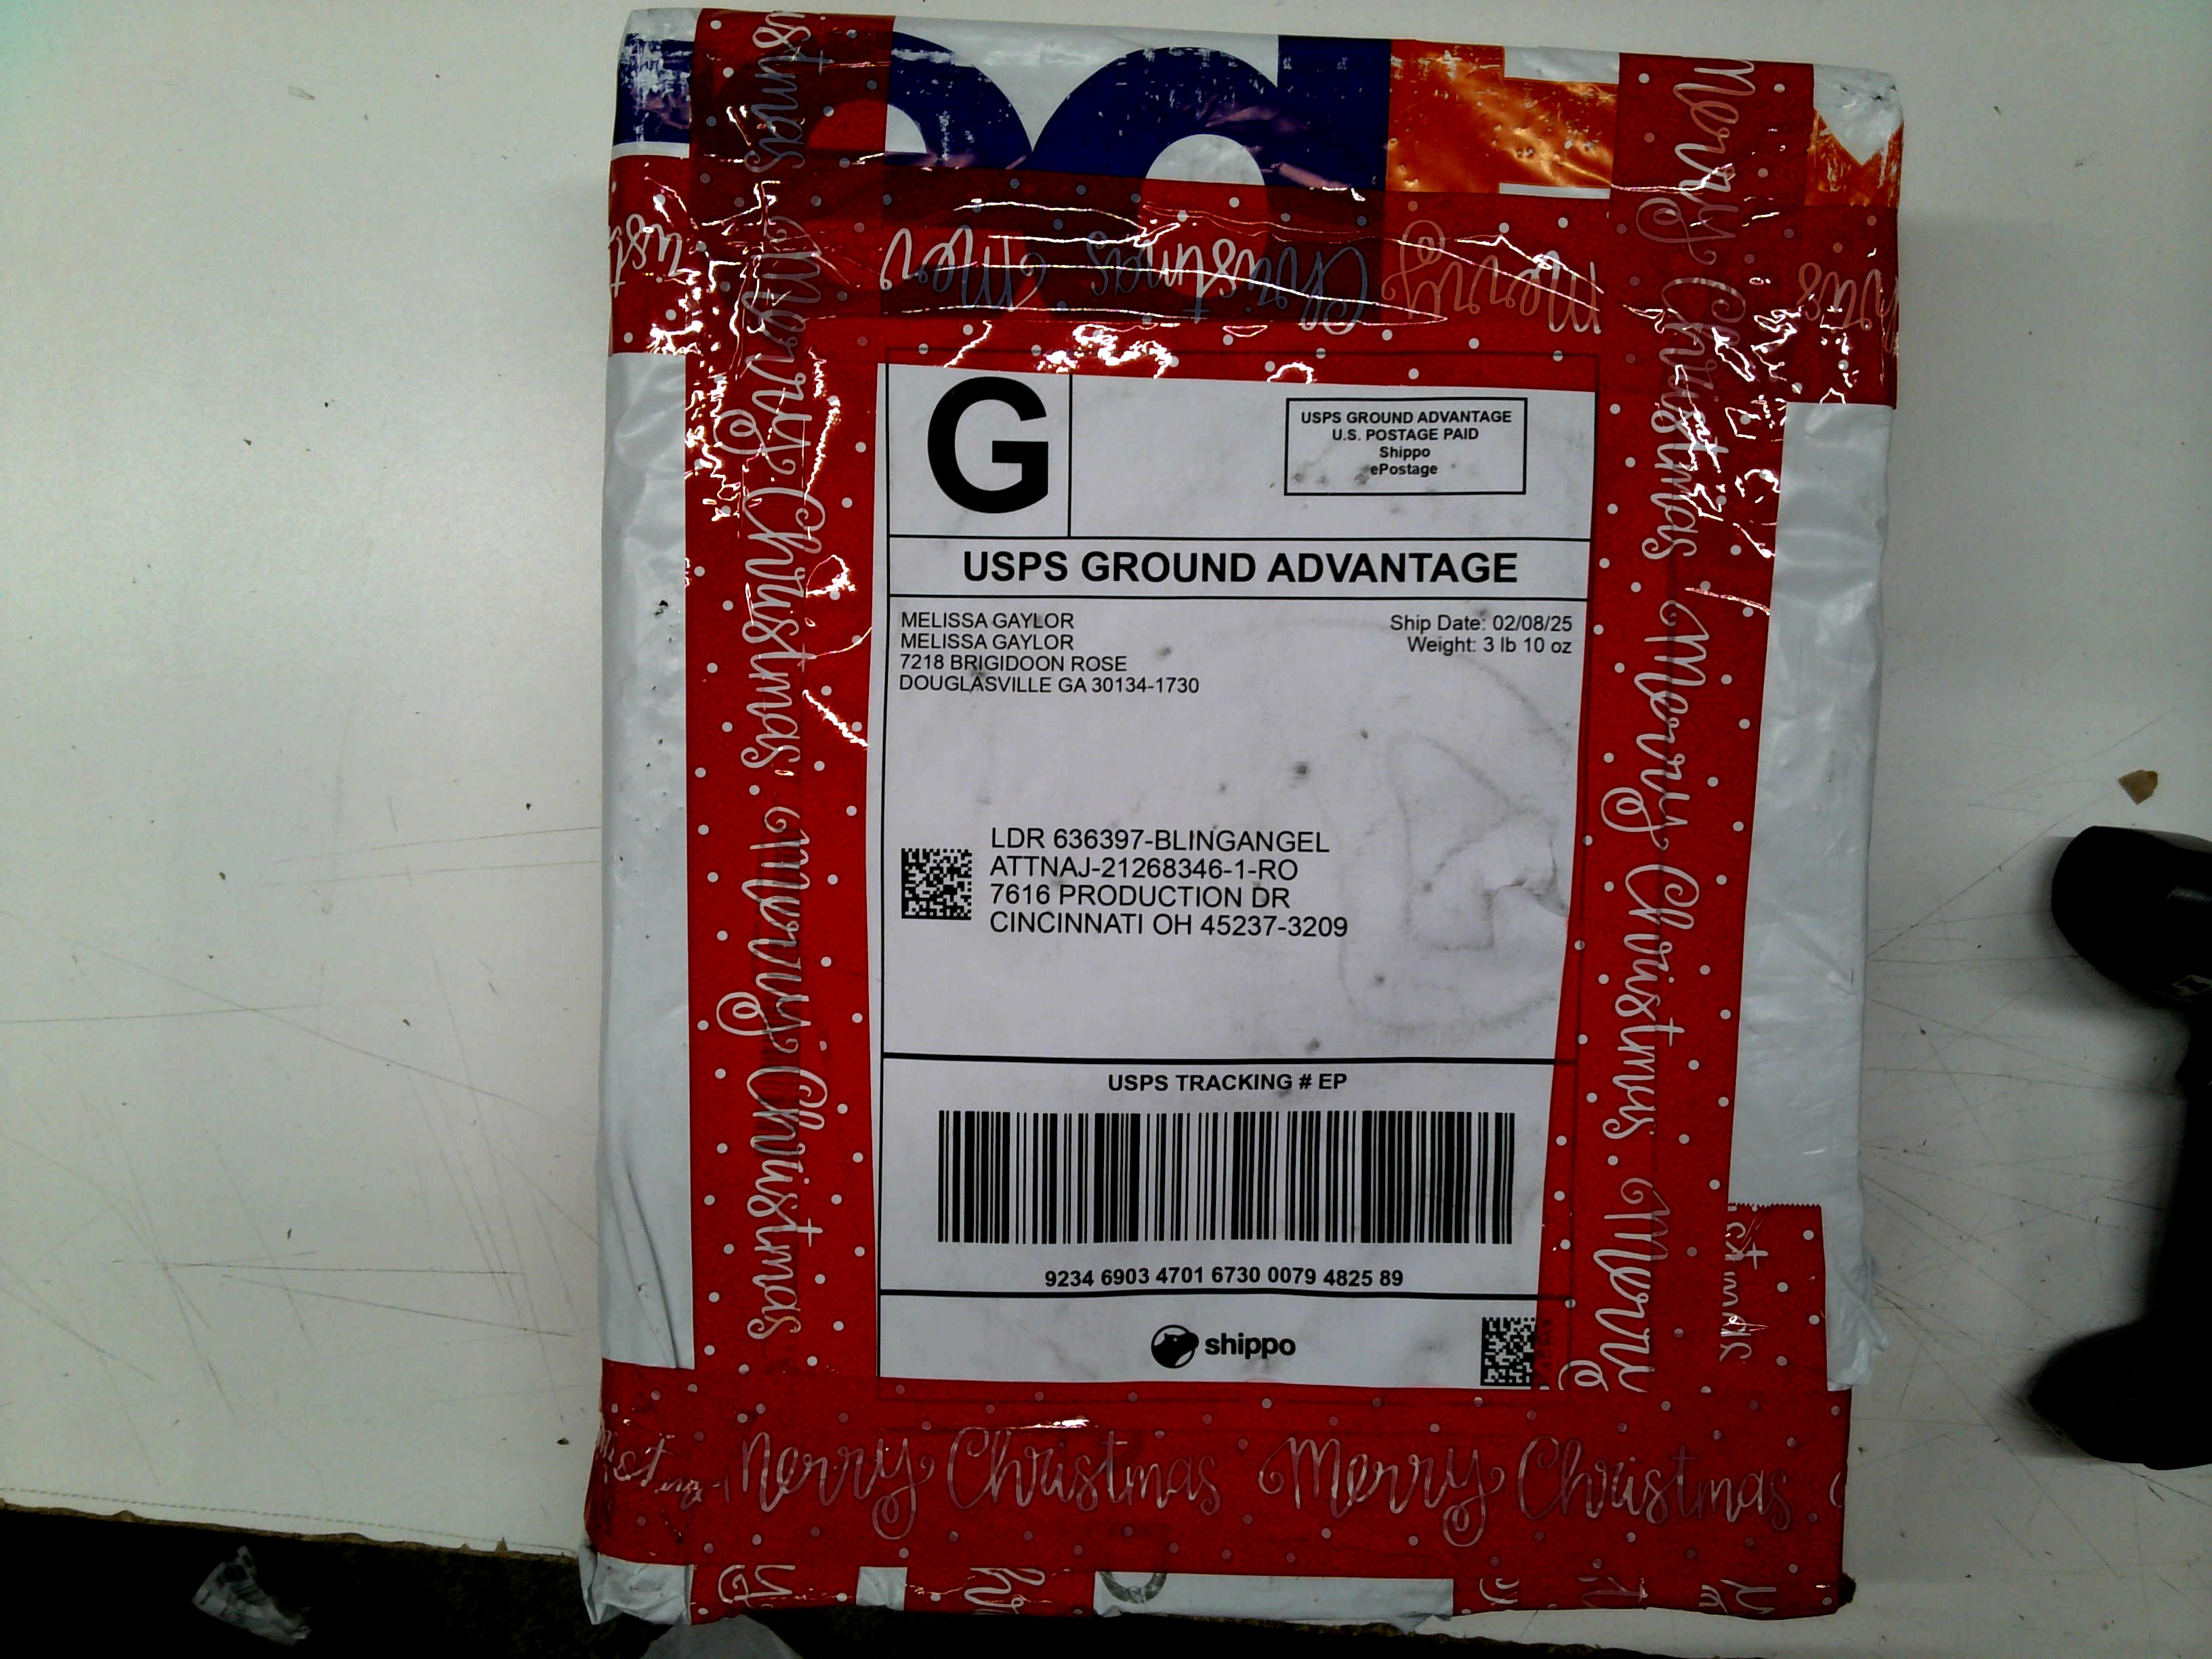 G
USPS GROUND ADVANTAGE
U.S. POSTAGE PAID
Shippo
ePostage
USPS GROUND ADVANTAGE
MELISSA GAYLOR
MELISSA GAYLOR
7218 BRIGIDOON ROSE
DOUGLASVILLE GA 30134-1730
Ship Date: 02/08/25
Weight: 3 lb 10 oz
LDR 636397-BLINGANGEL
ATTNAJ-21268346-1-RO
7616 PRODUCTION DR
CINCINNATI OH 45237-3209
USPS TRACKING # EP
9234 6903 4701 6730 0079 4825 89
shippo
Merry Christmas Merry Christmas
Merry Christmas Merry Christmas
Merry Christmas Merry Christmas Merry
Christmas Merry